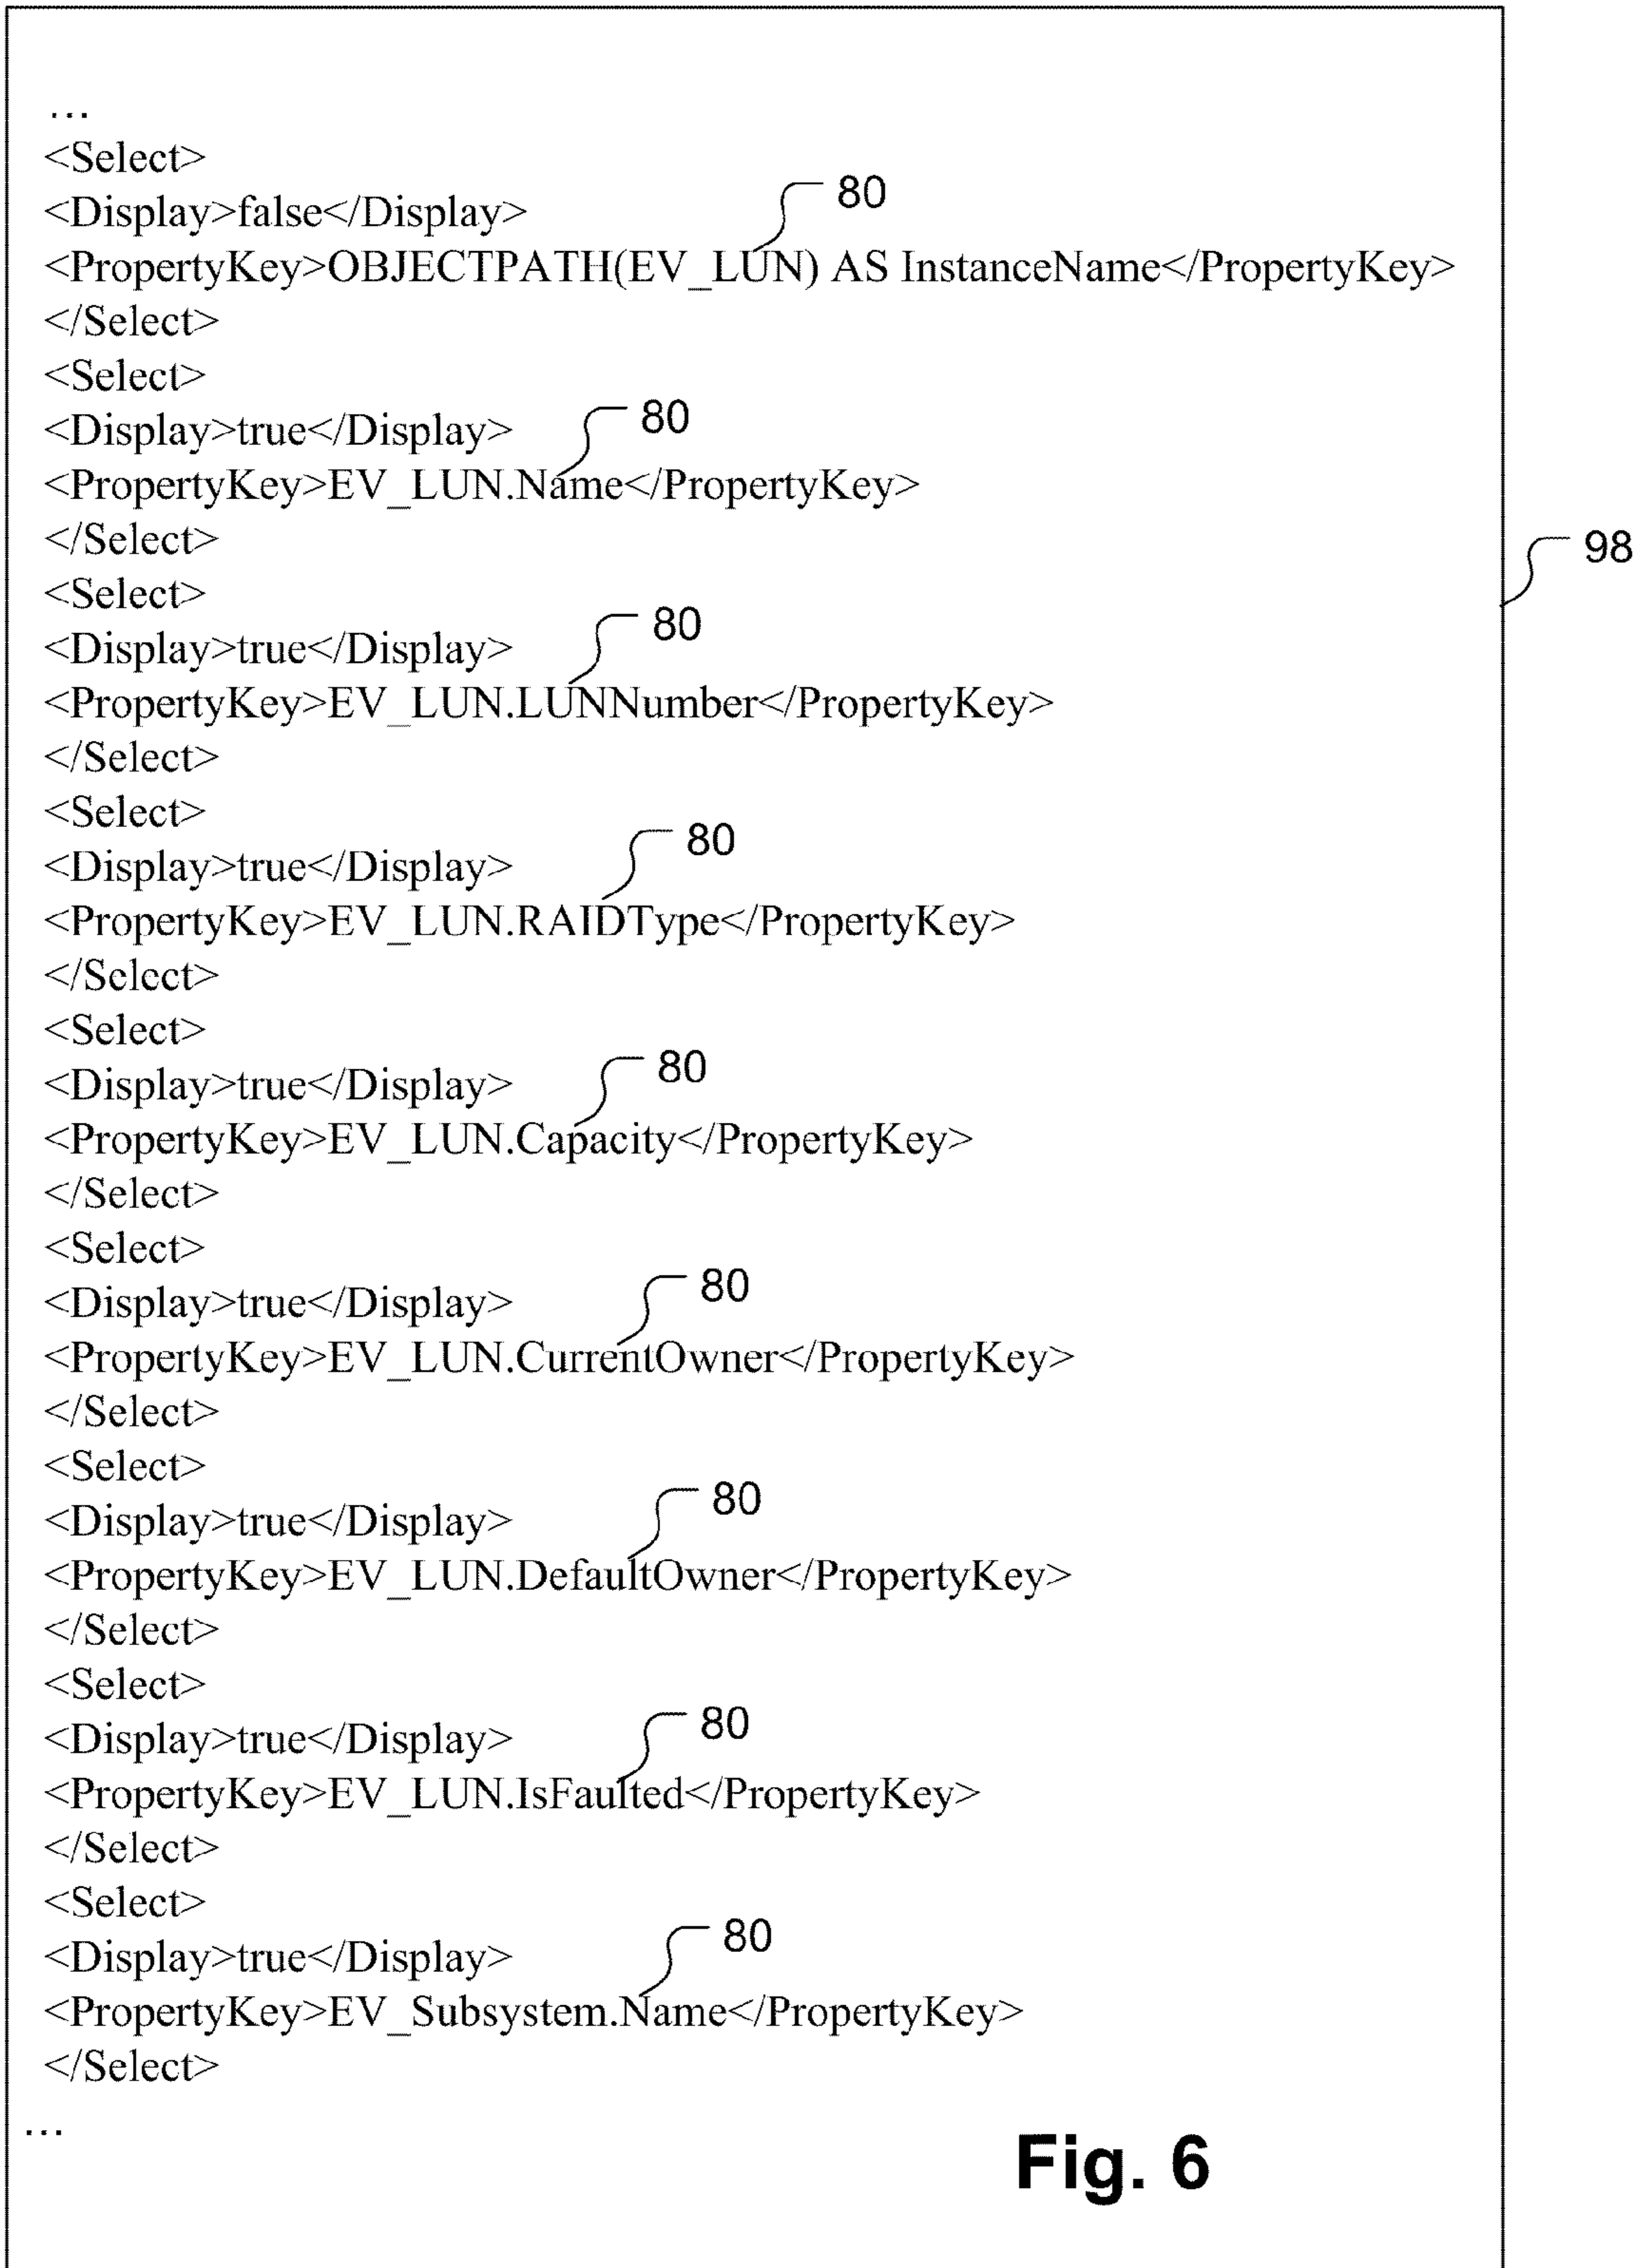 ...
<Select>
<Display>false</Display>
80
<PropertyKey>OBJECTPATH(EV_LUN) AS InstanceName</PropertyKey>
</Select>
<Select>
<Display>true</Display>
80
<PropertyKey>EV_LUN.Name</PropertyKey>
</Select>
98
<Select>
<Display>true</Display>
80
<PropertyKey>EV_LUN.LUNNumber</PropertyKey>
</Select>
<Select>
<Display>true</Display>
80
<PropertyKey>EV_LUN.RAIDType</PropertyKey>
</Select>
<Select>
<Display>true</Display>
80
<PropertyKey>EV_LUN.Capacity</PropertyKey>
</Select>
<Select>
<Display>true</Display>
80
<PropertyKey>EV_LUN.CurrentOwner</PropertyKey>
</Select>
<Select>
<Display>true</Display>
80
<PropertyKey>EV_LUN.DefaultOwner</PropertyKey>
</Select>
<Select>
<Display>true</Display>
80
<PropertyKey>EV_LUN.IsFaulted</PropertyKey>
</Select>
<Select>
<Display>true</Display>
80
<PropertyKey>EV_Subsystem.Name</PropertyKey>
</Select>
...
Fig. 6